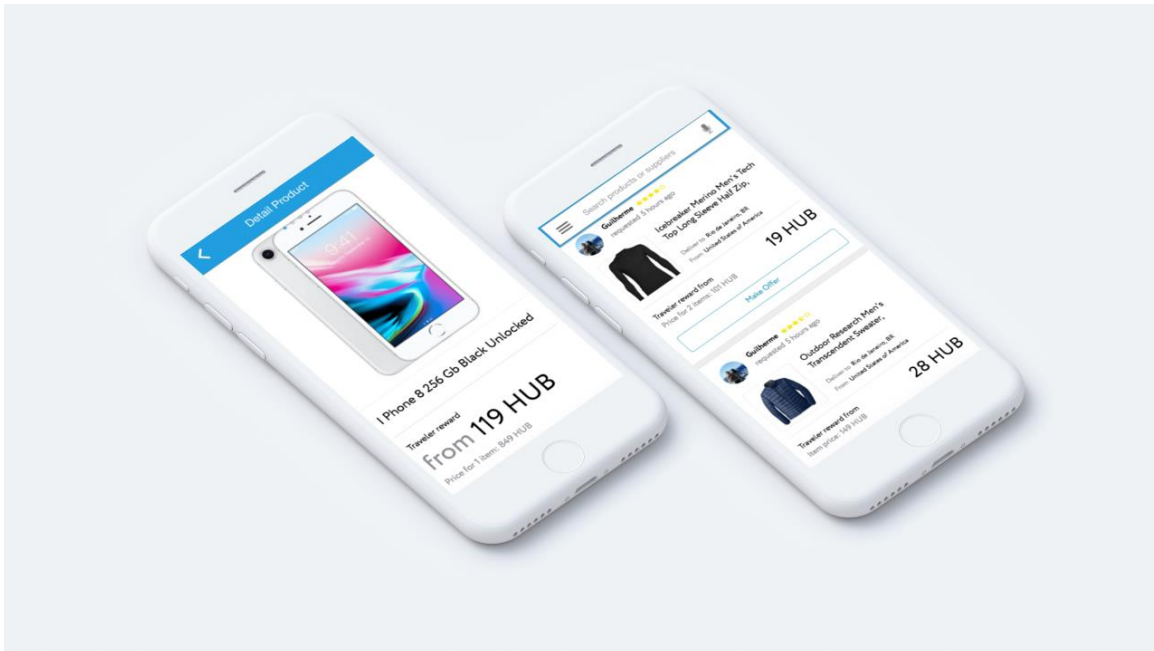 Detail Product
9:41
I Phone 8 256 Gb Black Unlocked
Traveler reward
from 119 HUB
Price for 1 item: 849 HUB
Search products or suppliers
Guilherme
requested 5 hours ago
Icebreaker Merino Men's Tech
Top Long Sleeve Half Zip,
Deliver to Rio de Janeiro, BR
From United States of America
Traveler reward from
19 HUB
Price for 2 items: 101 HUB
Make Offer
Guilherme
requested 5 hours ago
Outdoor Research Men's
Transcendent Sweater,
Deliver to Rio de Janeiro, BR
From United States of America
Traveler reward from
28 HUB
Item price: 149 HUB